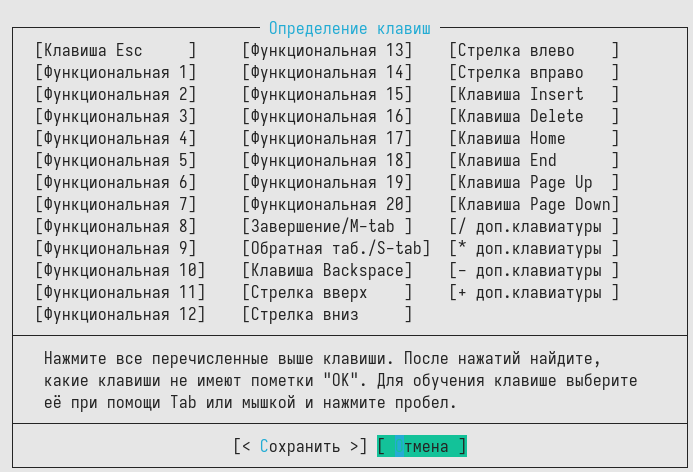 Определение клавиш
[Клавиша Esc     ]    [Функциональная 13]    [Стрелка влево    ]
[Функциональная 1]    [Функциональная 14]    [Стрелка вправо   ]
[Функциональная 2]    [Функциональная 15]    [Клавиша Insert   ]
[Функциональная 3]    [Функциональная 16]    [Клавиша Delete   ]
[Функциональная 4]    [Функциональная 17]    [Клавиша Home     ]
[Функциональная 5]    [Функциональная 18]    [Клавиша End      ]
[Функциональная 6]    [Функциональная 19]    [Клавиша Page Up  ]
[Функциональная 7]    [Функциональная 20]    [Клавиша Page Down]
[Функциональная 8]    [Завершение/M-tab ]    [/ доп.клавиатуры ]
[Функциональная 9]    [Обратная таб./S-tab]  [* доп.клавиатуры ]
[Функциональная 10]   [Клавиша Backspace]    [- доп.клавиатуры ]
[Функциональная 11]   [Стрелка вверх    ]    [+ доп.клавиатуры ]
[Функциональная 12]   [Стрелка вниз     ]
Нажмите все перечисленные выше клавиши. После нажатий найдите,
какие клавиши не имеют пометки "OK". Для обучения клавише выберите
её при помощи Tab или мышкой и нажмите пробел.
[< Сохранить >] [ Отмена ]